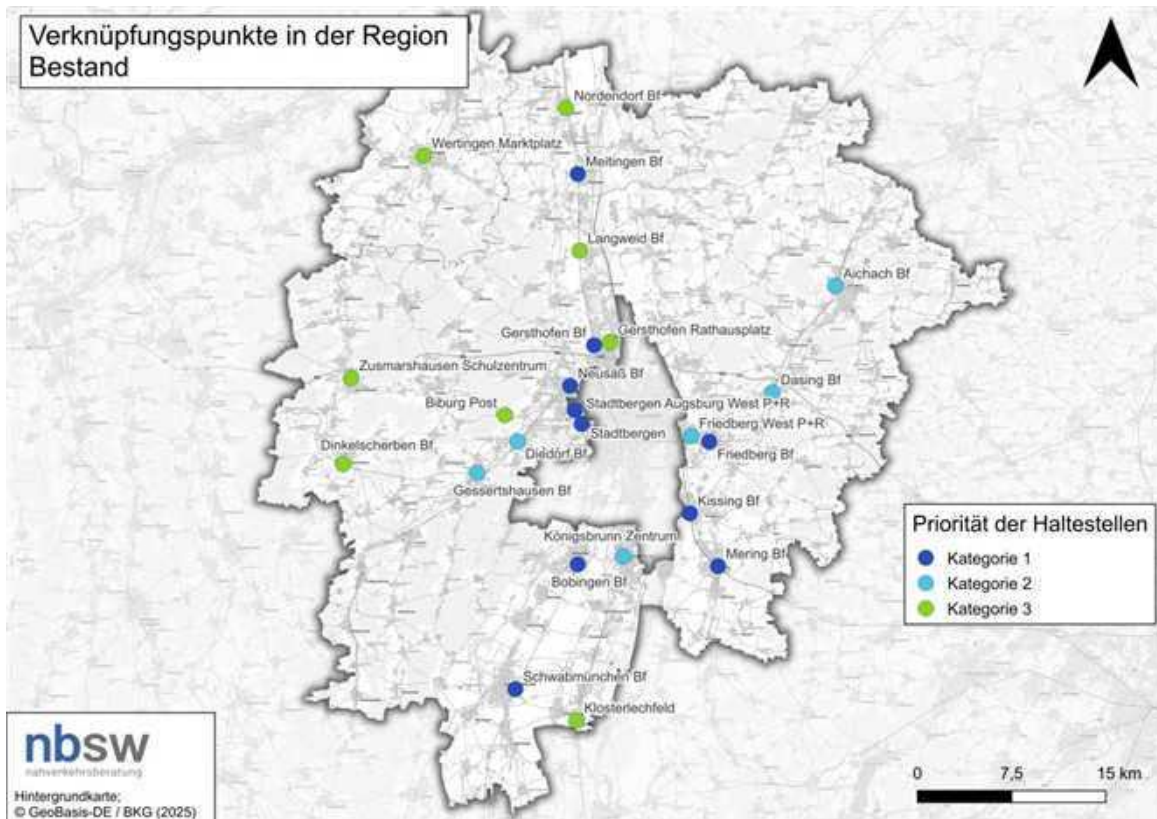 Verknüpfungspunkte in der Region
Bestand
Nordendorf Bf
Wertingen Marktplatz
Meitingen Bf
Langweid Bf
Aichach Bf
Gersthofen Bf
Gersthofen Rathausplatz
Zusmarshausen Schulzentrum
Neusäß Bf
Dasing Bf
Biburg Post
Stadtbergen Augsburg West P+R
Stadtbergen
Friedberg West P+R
Dinkelscherben Bf
Diedorf Bf
Friedberg Bf
Gessertshausen Bf
Kissing Bf
Königsbrunn Zentrum
Mering Bf
Bobingen Bf
Schwabmünchen Bf
Klosterlechfeld
Priorität der Haltestellen
Kategorie 1
Kategorie 2
Kategorie 3
nbsw
nahverkehrsberatung
Hintergrundkarte:
© GeoBasis-DE / BKG (2025)
0 7,5 15 km